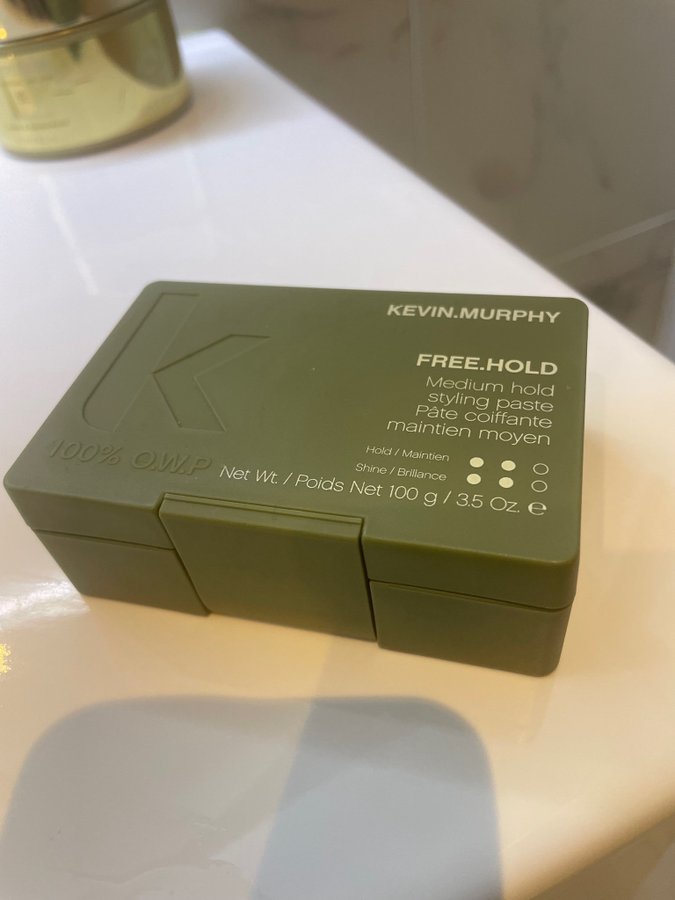 KEVIN.MURPHY
FREE.HOLD
Medium hold
styling paste
Pâte coiffante
maintien moyen
Hold / Maintien
Shine / Brillance
Net Wt. / Poids Net 100 g / 3.5 Oz. ℮
K
100% O.W.P